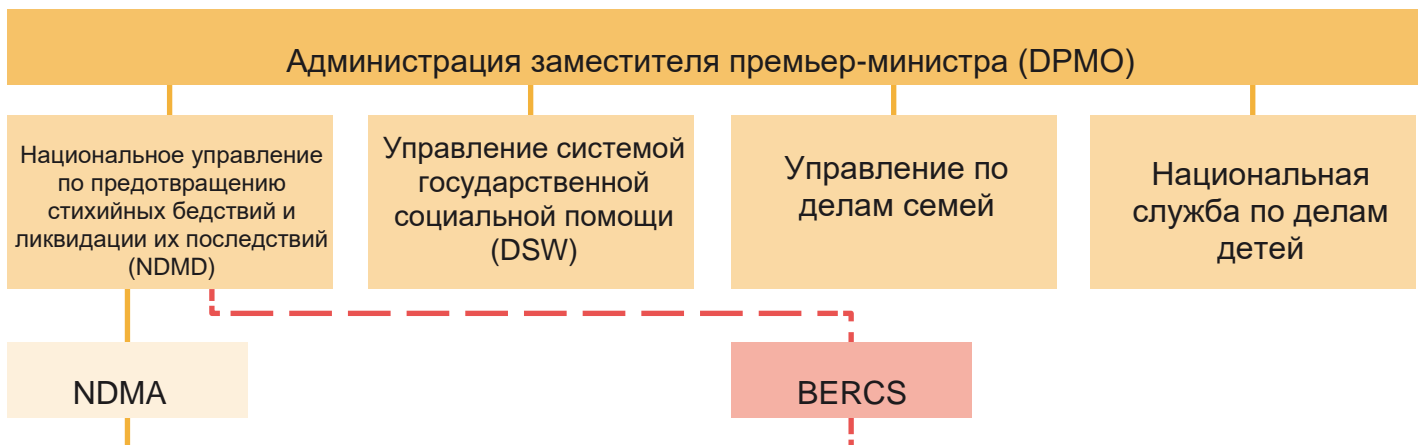 Администрация заместителя премьер-министра (DPMO)
Национальное управление
по предотвращению
стихийных бедствий и
ликвидации их последствий
(NDMD)
Управление системой
государственной
социальной помощи
(DSW)
Управление по
делам семей
Национальная
служба по делам
детей
NDMA
BERCS